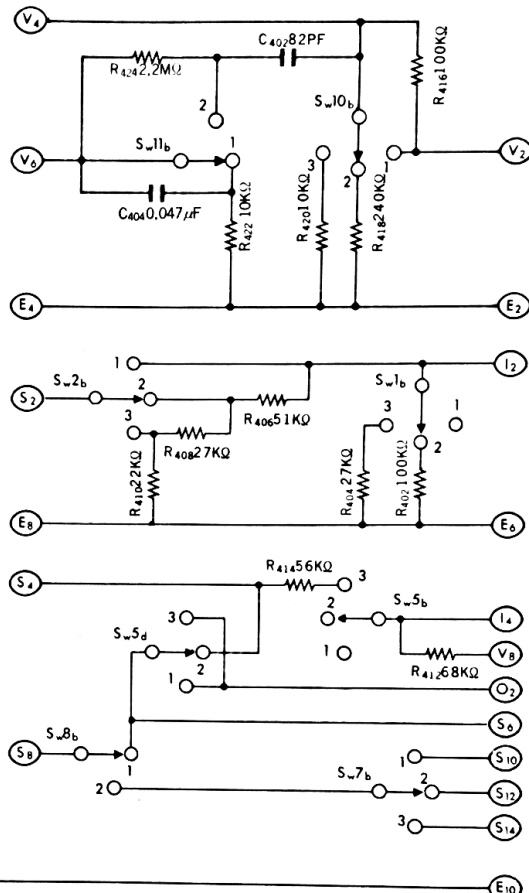 V4
C402 82PF
R424 2,2MΩ
R416 100KΩ
2
Sw10b
V6
Sw11b
1
3
2
1
V2
C404 0,047μF
R422 10KΩ
R420 10KΩ
R418 240KΩ
E4
E2
1
I2
Sw2b
Sw1b
S2
2
3
R406 51KΩ
3
1
2
R408 27KΩ
R410 22KΩ
R404 27KΩ
R402 100KΩ
E8
E6
S4
R414 56KΩ
3
3
2
Sw5b
I4
Sw5d
2
1
V8
R412 68KΩ
1
O2
S6
Sw8b
S8
1
1
S10
2
Sw7b
2
S12
3
S14
E10